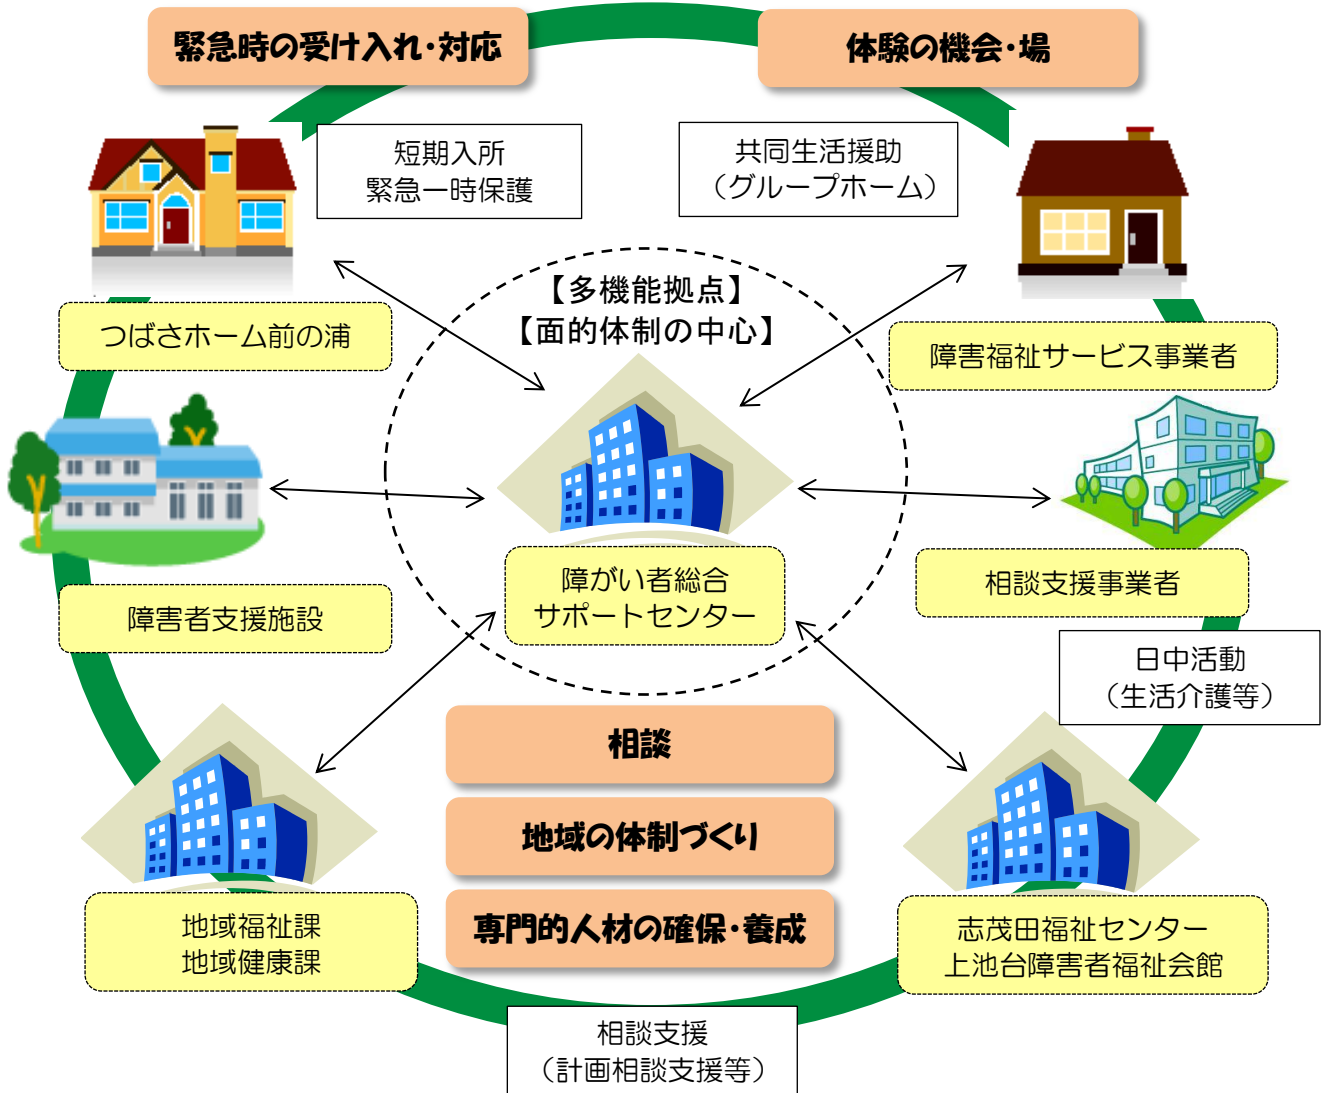 緊急時の受け入れ・対応
体験の機会・場
短期入所
緊急一時保護
共同生活援助
（グループホーム）
【多機能拠点】
【面的体制の中心】
つばさホーム前の浦
障害福祉サービス事業者
障がい者総合
サポートセンター
障害者支援施設
相談支援事業者
日中活動
（生活介護等）
相談
地域の体制づくり
専門的人材の確保・養成
地域福祉課
地域健康課
志茂田福祉センター
上池台障害者福祉会館
相談支援
（計画相談支援等）